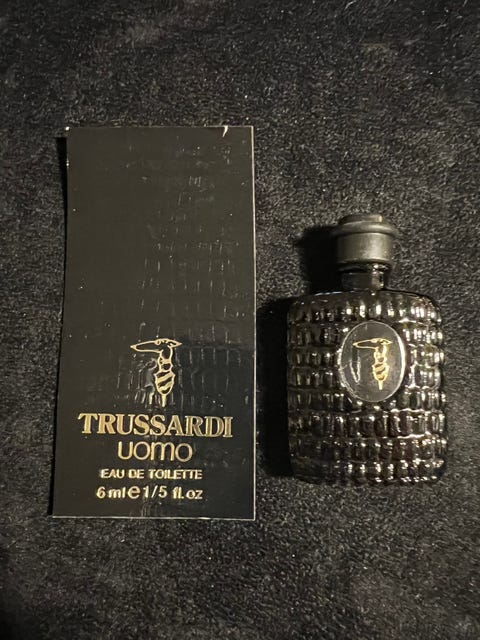 TRUSSARDI
uomo
EAU DE TOILETTE
6 ml e 1/5 fl. oz